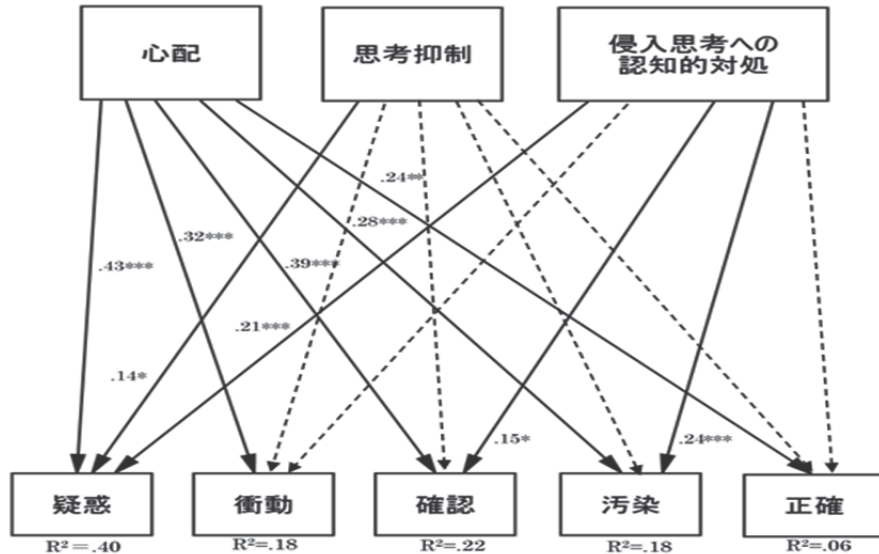 心配
思考抑制
侵入思考への
認知的対処
.24**
.28***
.32***
.43***
.39***
.21***
.14*
.15*
.24***
疑惑
衝動
確認
汚染
正確
R²=.40
R²=.18
R²=.22
R²=.18
R²=.06